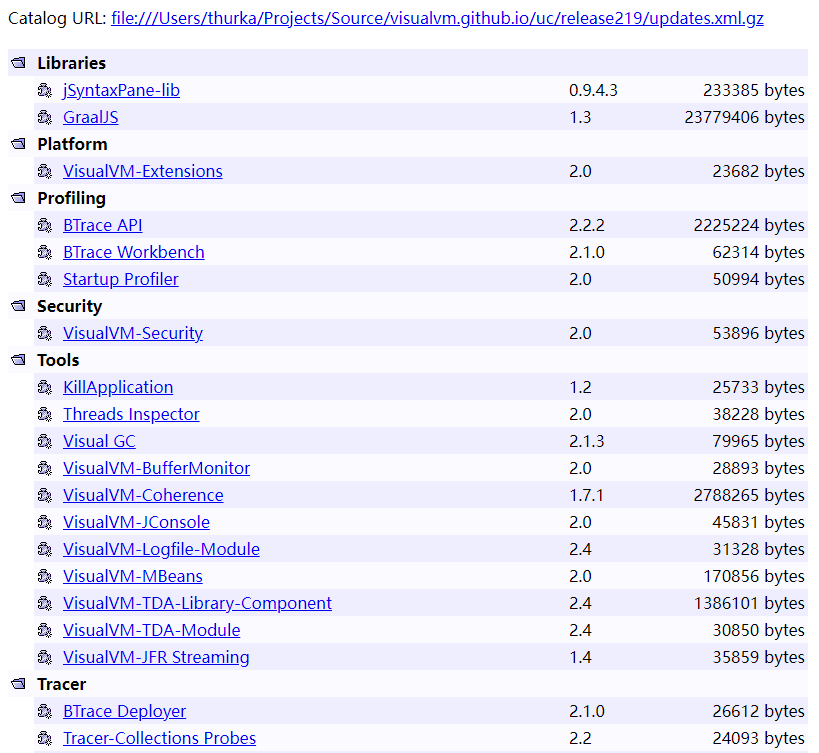 Catalog URL: file:///Users/thurka/Projects/Source/visualvm.github.io/uc/release219/updates.xml.gz
Libraries
jSyntaxPane-lib 0.9.4.3 233385 bytes
GraalJS 1.3 23779406 bytes
Platform
VisualVM-Extensions 2.0 23682 bytes
Profiling
BTrace API 2.2.2 2225224 bytes
BTrace Workbench 2.1.0 62314 bytes
Startup Profiler 2.0 50994 bytes
Security
VisualVM-Security 2.0 53896 bytes
Tools
KillApplication 1.2 25733 bytes
Threads Inspector 2.0 38228 bytes
Visual GC 2.1.3 79965 bytes
VisualVM-BufferMonitor 2.0 28893 bytes
VisualVM-Coherence 1.7.1 2788265 bytes
VisualVM-JConsole 2.0 45831 bytes
VisualVM-Logfile-Module 2.4 31328 bytes
VisualVM-MBeans 2.0 170856 bytes
VisualVM-TDA-Library-Component 2.4 1386101 bytes
VisualVM-TDA-Module 2.4 30850 bytes
VisualVM-JFR Streaming 1.4 35859 bytes
Tracer
BTrace Deployer 2.1.0 26612 bytes
Tracer-Collections Probes 2.2 24093 bytes